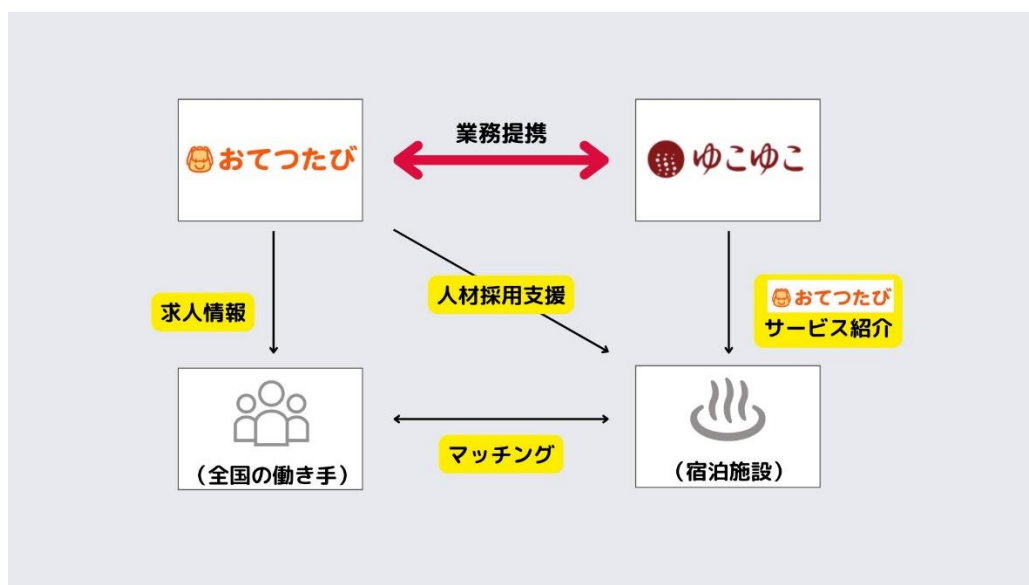 業務提携
おてつたび
ゆこゆこ
求人情報
人材採用支援
おてつたび
サービス紹介
(全国の働き手)
マッチング
(宿泊施設)